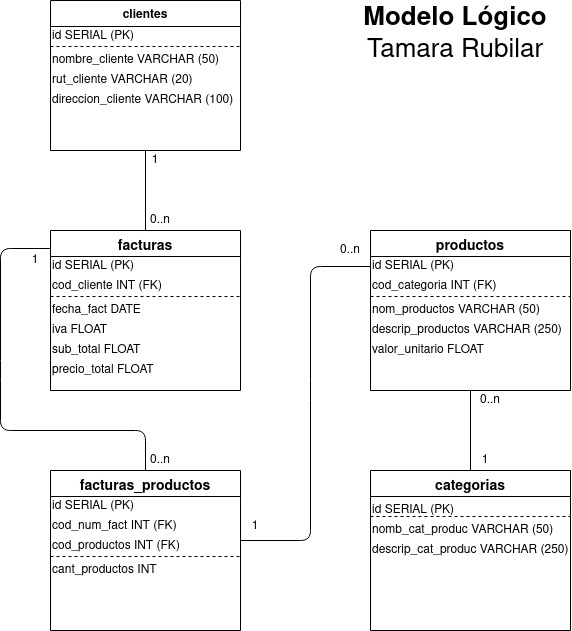 Modelo Lógico
Tamara Rubilar
clientes
id SERIAL (PK)
nombre_cliente VARCHAR (50)
rut_cliente VARCHAR (20)
direccion_cliente VARCHAR (100)
1
0..n
facturas
id SERIAL (PK)
cod_cliente INT (FK)
fecha_fact DATE
iva FLOAT
sub_total FLOAT
precio_total FLOAT
1
0..n
facturas_productos
id SERIAL (PK)
cod_num_fact INT (FK)
cod_productos INT (FK)
cant_productos INT
1
0..n
productos
id SERIAL (PK)
cod_categoria INT (FK)
nom_productos VARCHAR (50)
descrip_productos VARCHAR (250)
valor_unitario FLOAT
0..n
1
categorias
id SERIAL (PK)
nomb_cat_produc VARCHAR (50)
descrip_cat_produc VARCHAR (250)